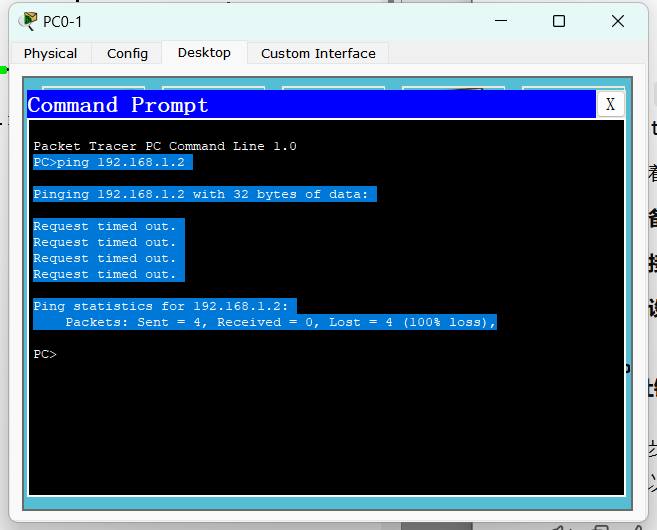 PC0-1
Physical Config Desktop Custom Interface
Command Prompt X
Packet Tracer PC Command Line 1.0
PC>ping 192.168.1.2
Pinging 192.168.1.2 with 32 bytes of data:
Request timed out.
Request timed out.
Request timed out.
Request timed out.
Ping statistics for 192.168.1.2:
Packets: Sent = 4, Received = 0, Lost = 4 (100% loss),
PC>